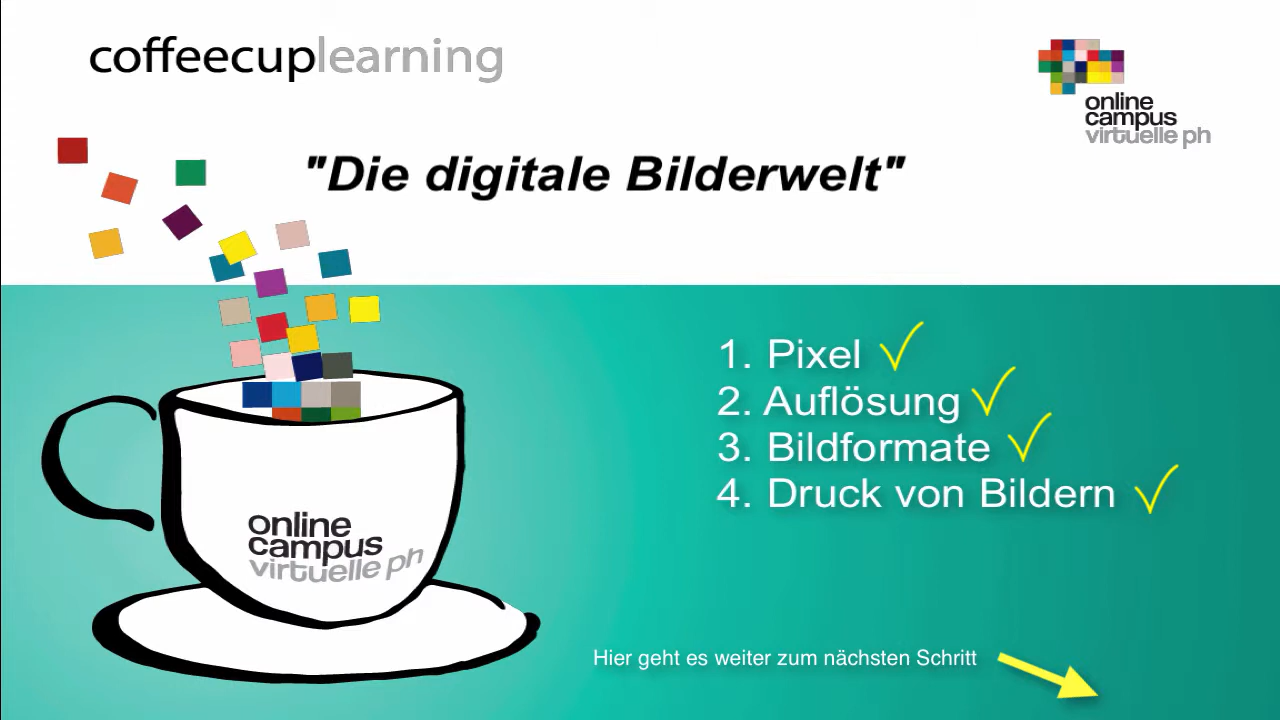 coffeecuplearning
online
campus
virtuelle ph
"Die digitale Bilderwelt"
1. Pixel
2. Auflösung
3. Bildformate
4. Druck von Bildern
online
campus
virtuelle ph
Hier geht es weiter zum nächsten Schritt